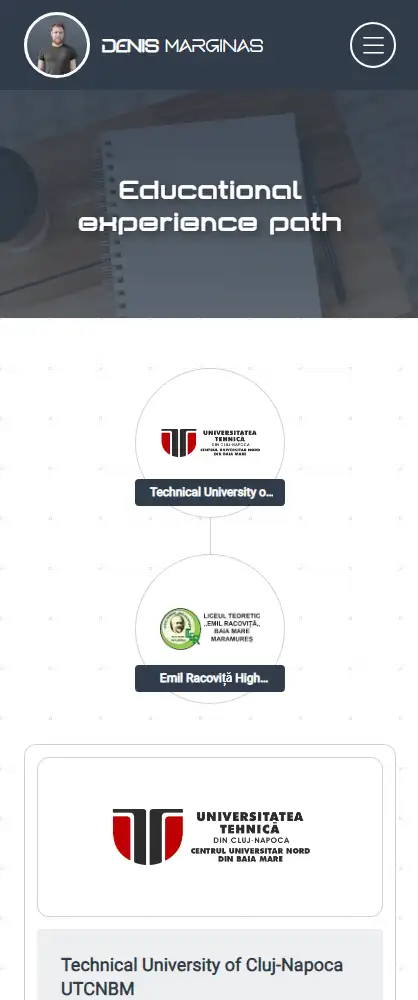 DENIS MARGINAS
Educational
experience path
UNIVERSITATEA
TEHNICĂ
DIN CLUJ-NAPOCA
CENTRUL UNIVERSITAR NORD
DIN BAIA MARE
Technical University o...
LICEUL TEORETIC
,,EMIL RACOVIȚĂ,,
BAIA MARE
MARAMUREȘ
Emil Racoviță High...
UNIVERSITATEA
TEHNICĂ
DIN CLUJ-NAPOCA
CENTRUL UNIVERSITAR NORD
DIN BAIA MARE
Technical University of Cluj-Napoca
UTCNBM